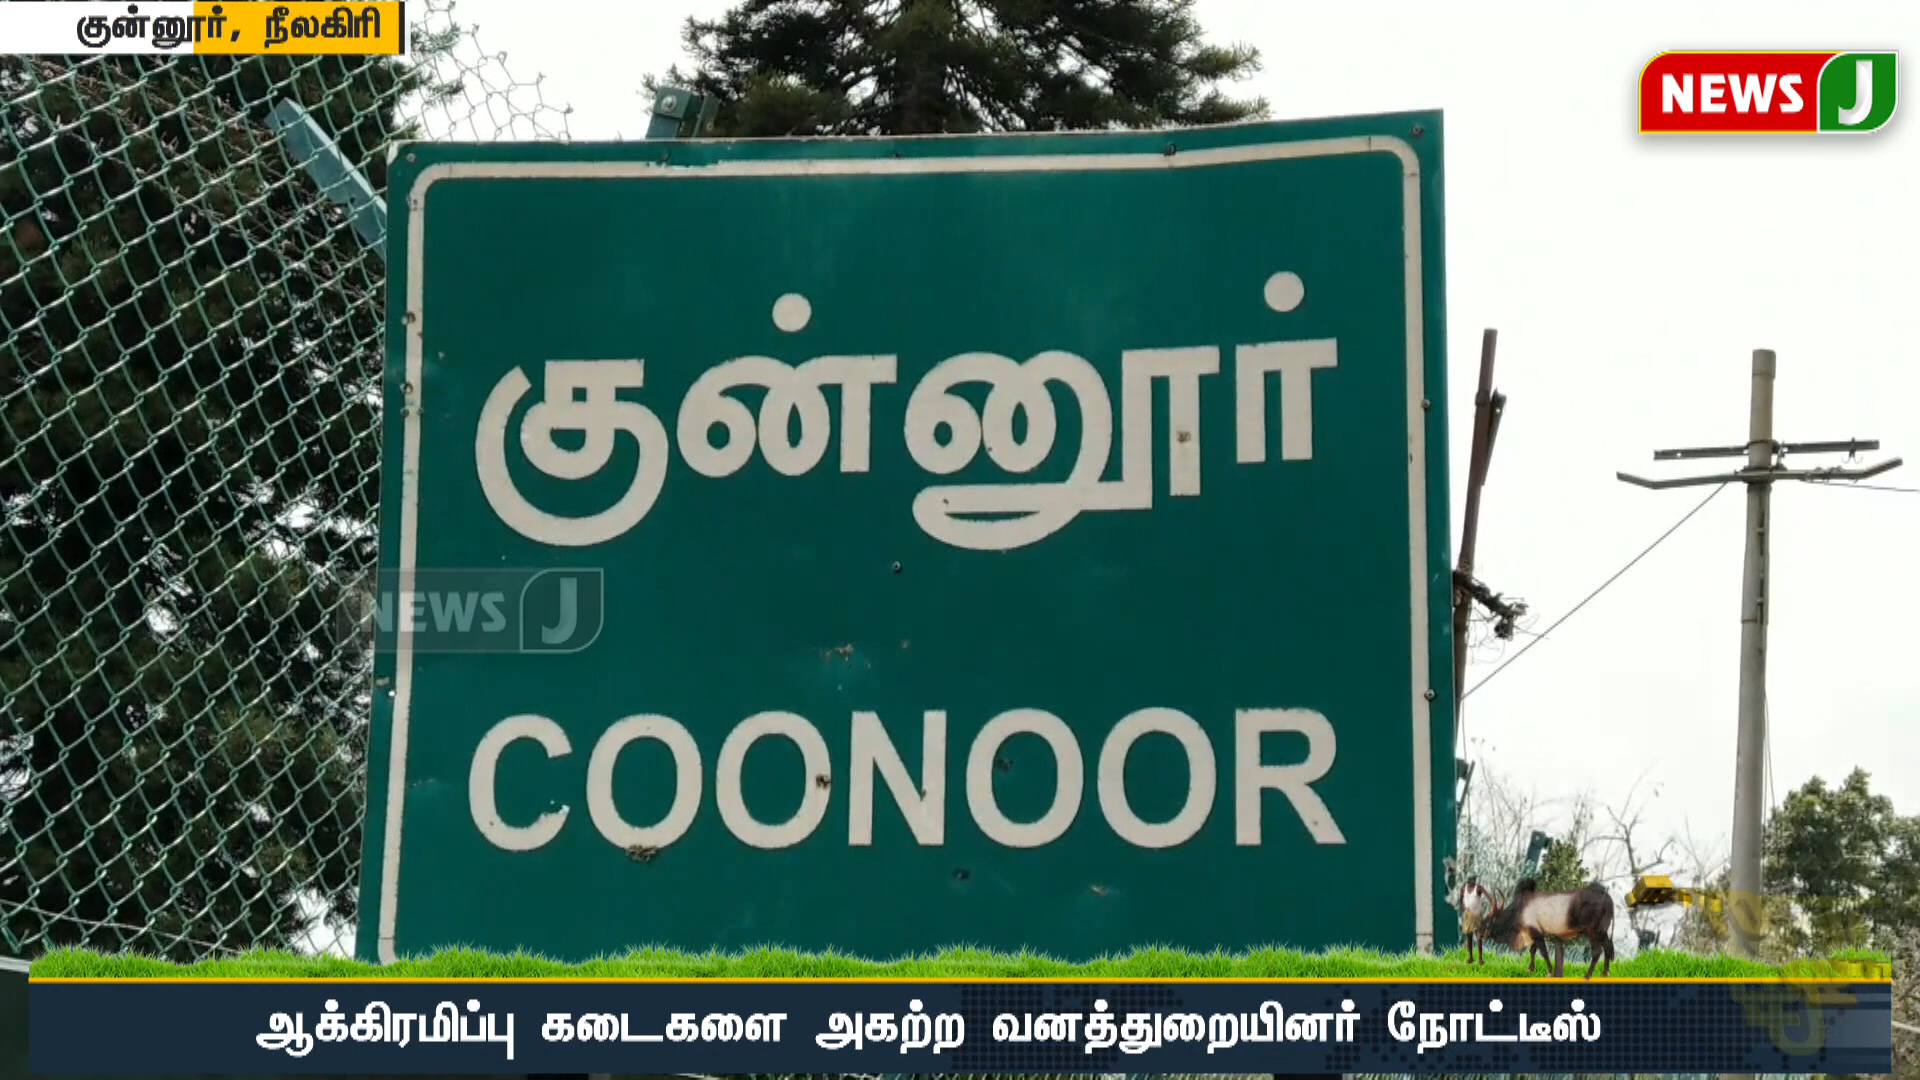 குன்னூர், நீலகிரி
NEWS J
குன்னூர்
NEWS J
COONOOR
ஆக்கிரமிப்பு கடைகளை அகற்ற வனத்துறையினர் நோட்டீஸ்